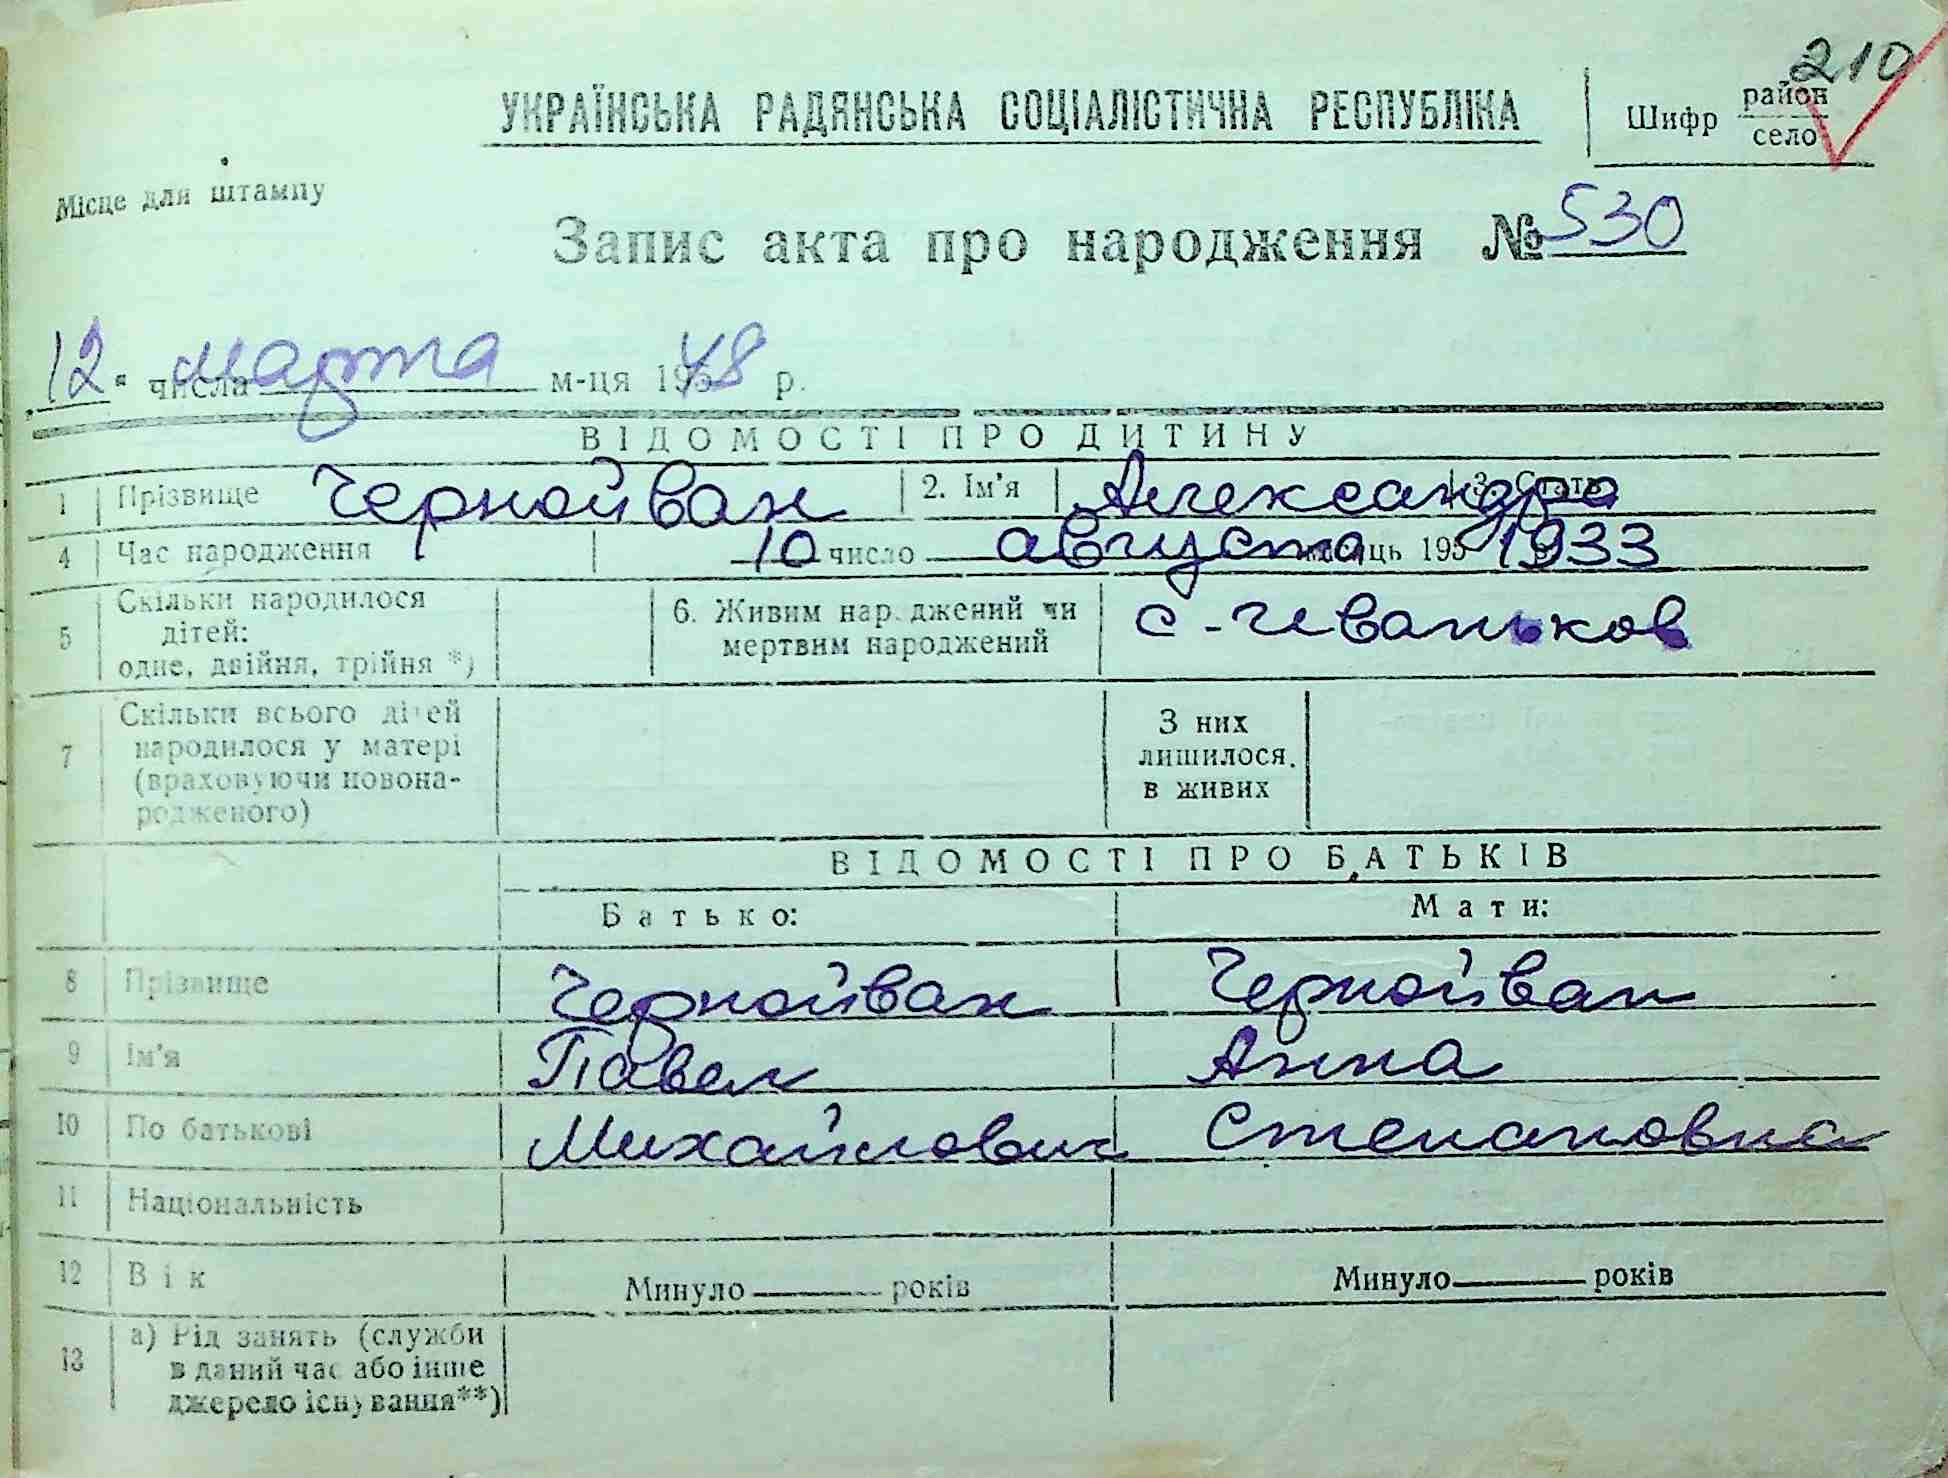 210
УКРАЇНСЬКА РАДЯНСЬКА СОЦІАЛІСТИЧНА РЕСПУБЛІКА
Шифр район
село
Місце для штампу
Запис акта про народження № 530
12 " числа марта м-ця 1948 р.
ВІДОМОСТІ ПРО ДИТИНУ
1 Прізвище Чернойван 2. Ім'я Александра 3. Стать
4 Час народження 10 число августа місяць 195 1933
5 Скільки народилося дітей: одне, двійня, трійня *)
6. Живим нар. джений чи мертвим народжений с-Чеваньков
7 Скільки всього дітей народилося у матері (враховуючи новонародженого)
З них лишилося. в живих
ВІДОМОСТІ ПРО БАТЬКІВ
Батько: Мати:
8 Прізвище Чернойван Чернойван
9 Ім'я Павел Анна
10 По батькові Михайлович Степановна
11 Національність
12 Вік Минуло років Минуло років
13 а) Рід занять (служби в даний час або інше джерело існування**)